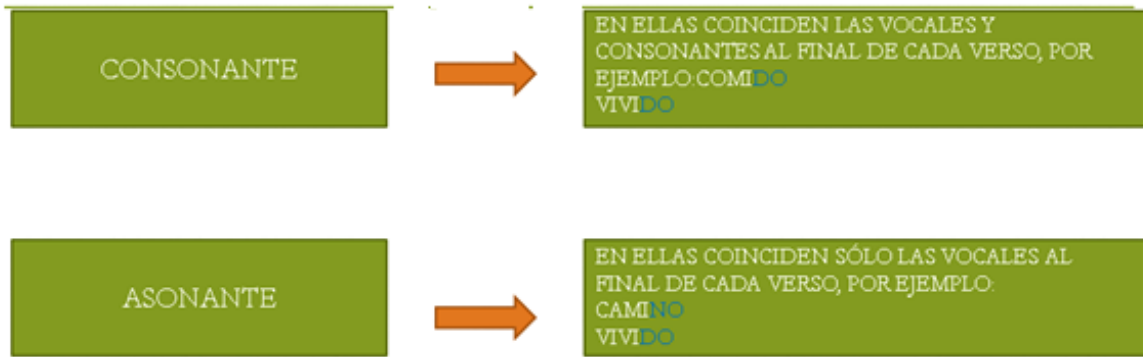 CONSONANTE
EN ELLAS COINCIDEN LAS VOCALES Y
CONSONANTES AL FINAL DE CADA VERSO, POR
EJEMPLO:COMIDO
VIVIDO
ASONANTE
EN ELLAS COINCIDEN SÓLO LAS VOCALES AL
FINAL DE CADA VERSO, POR EJEMPLO:
CAMINO
VIVIDO